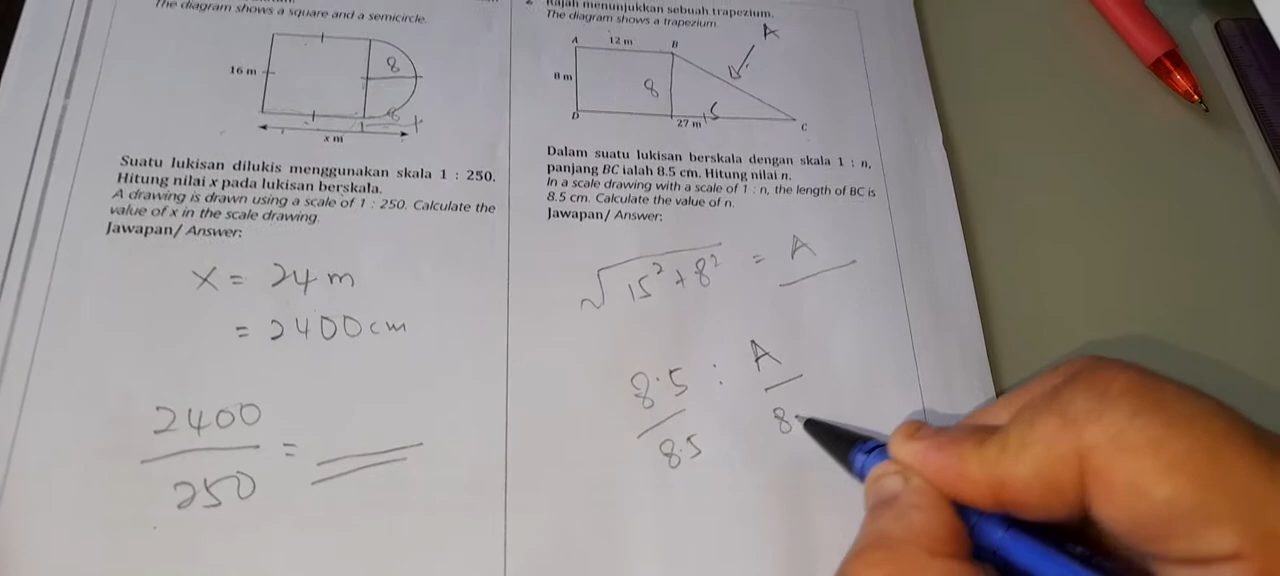 The diagram shows a square and a semicircle.
16 m
8
8
x m
Suatu lukisan dilukis menggunakan skala 1 : 250.
Hitung nilai x pada lukisan berskala.
A drawing is drawn using a scale of 1 : 250. Calculate the
value of x in the scale drawing.
Jawapan/ Answer:
x = 24 m
= 2400 cm
2400
250
=
Rajah menunjukkan sebuah trapezium.
The diagram shows a trapezium.
A
A 12 m B
8 m
8
D
27 m
C
Dalam suatu lukisan berskala dengan skala 1 : n,
panjang BC ialah 8.5 cm. Hitung nilai n.
In a scale drawing with a scale of 1 : n, the length of BC is
8.5 cm. Calculate the value of n.
Jawapan/ Answer:
√15² + 8² = A
8.5 : A
8.5 8.